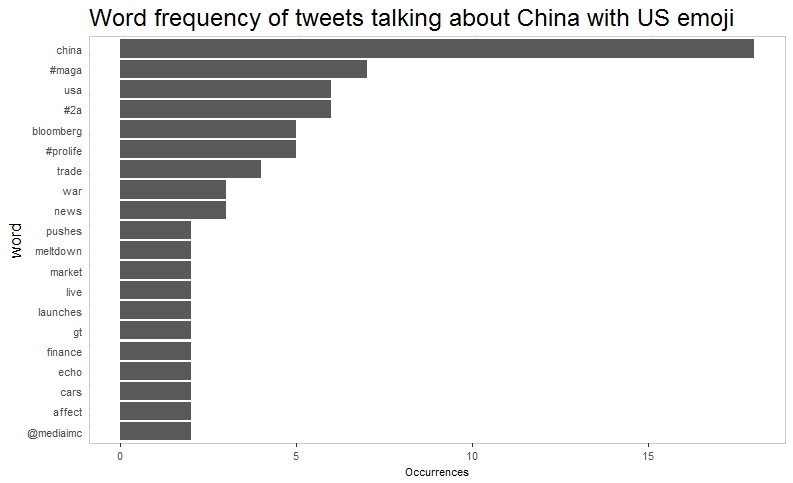 Word frequency of tweets talking about China with US emoji
china
#maga
usa
#2a
bloomberg
#prolife
trade
war
news
pushes
meltdown
market
live
launches
gt
finance
echo
cars
affect
@mediaimc
word
0 5 10 15
Occurrences